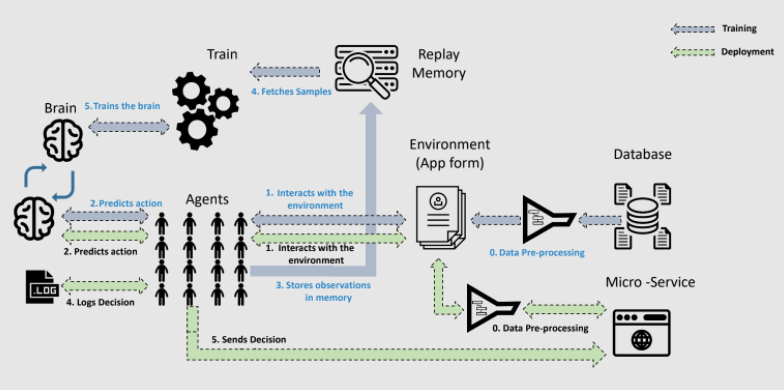 Training
Deployment
Train
Replay
Memory
4. Fetches Samples
5. Trains the brain
Brain
Environment
(App form)
Database
2. Predicts action
Agents
1. Interacts with the
environment
2. Predicts action
1. Interacts with the
environment
0. Data Pre-processing
3. Stores observations
in memory
.LOG
4. Logs Decision
Micro -Service
0. Data Pre-processing
5. Sends Decision